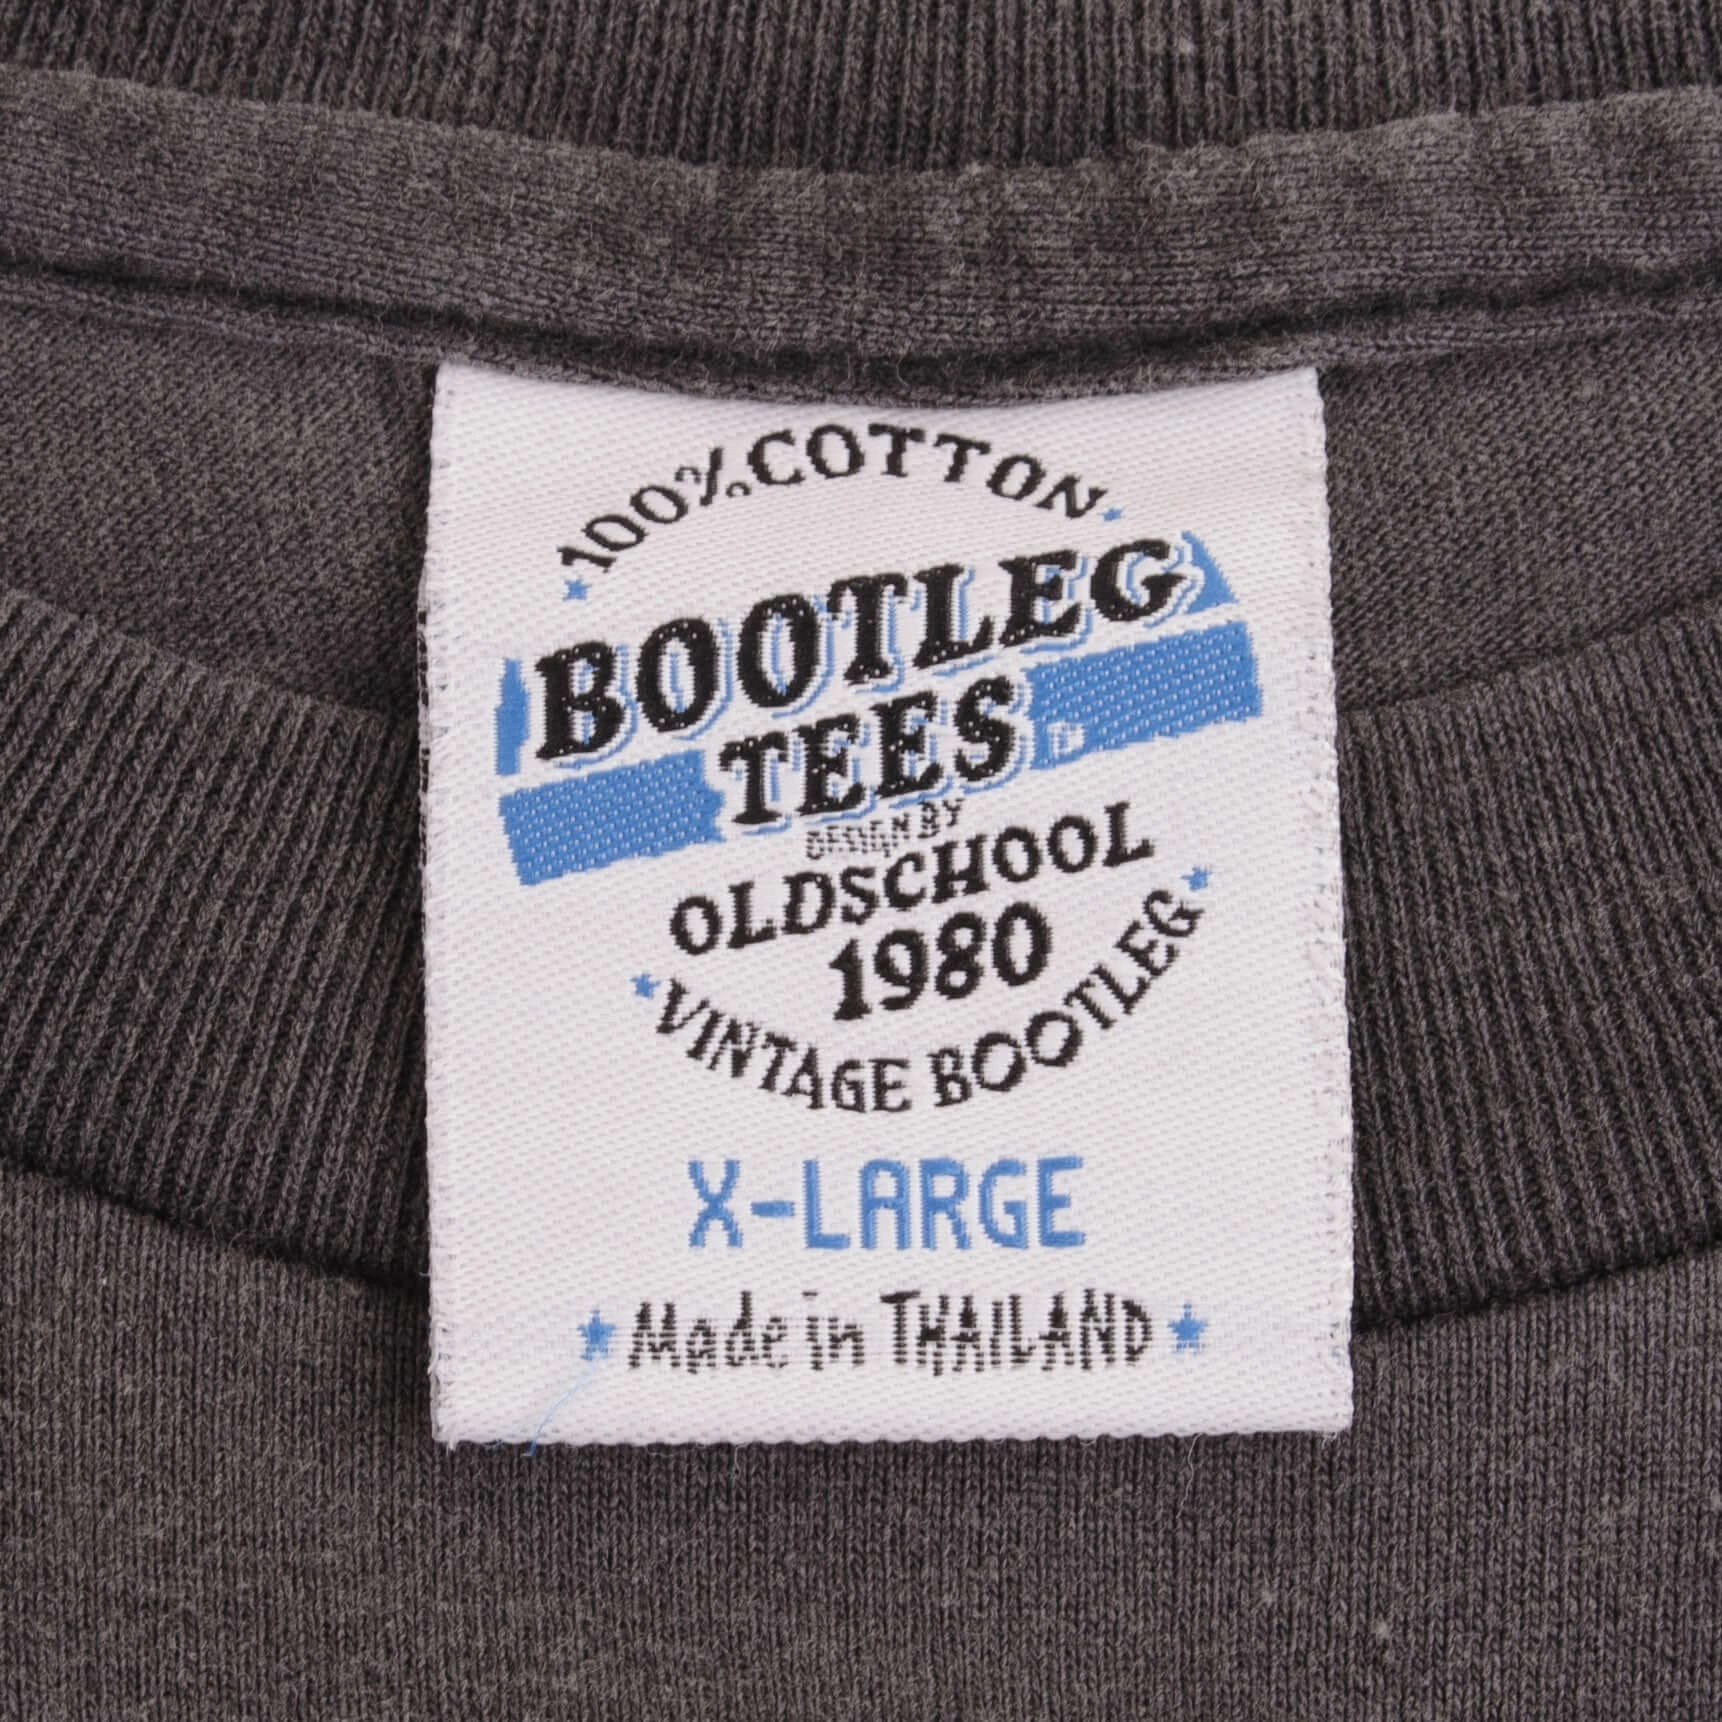 100% COTTON
BOOTLEG
TEES
DESIGN BY
OLDSCHOOL
1980
VINTAGE BOOTLEG
X-LARGE
Made in THAILAND